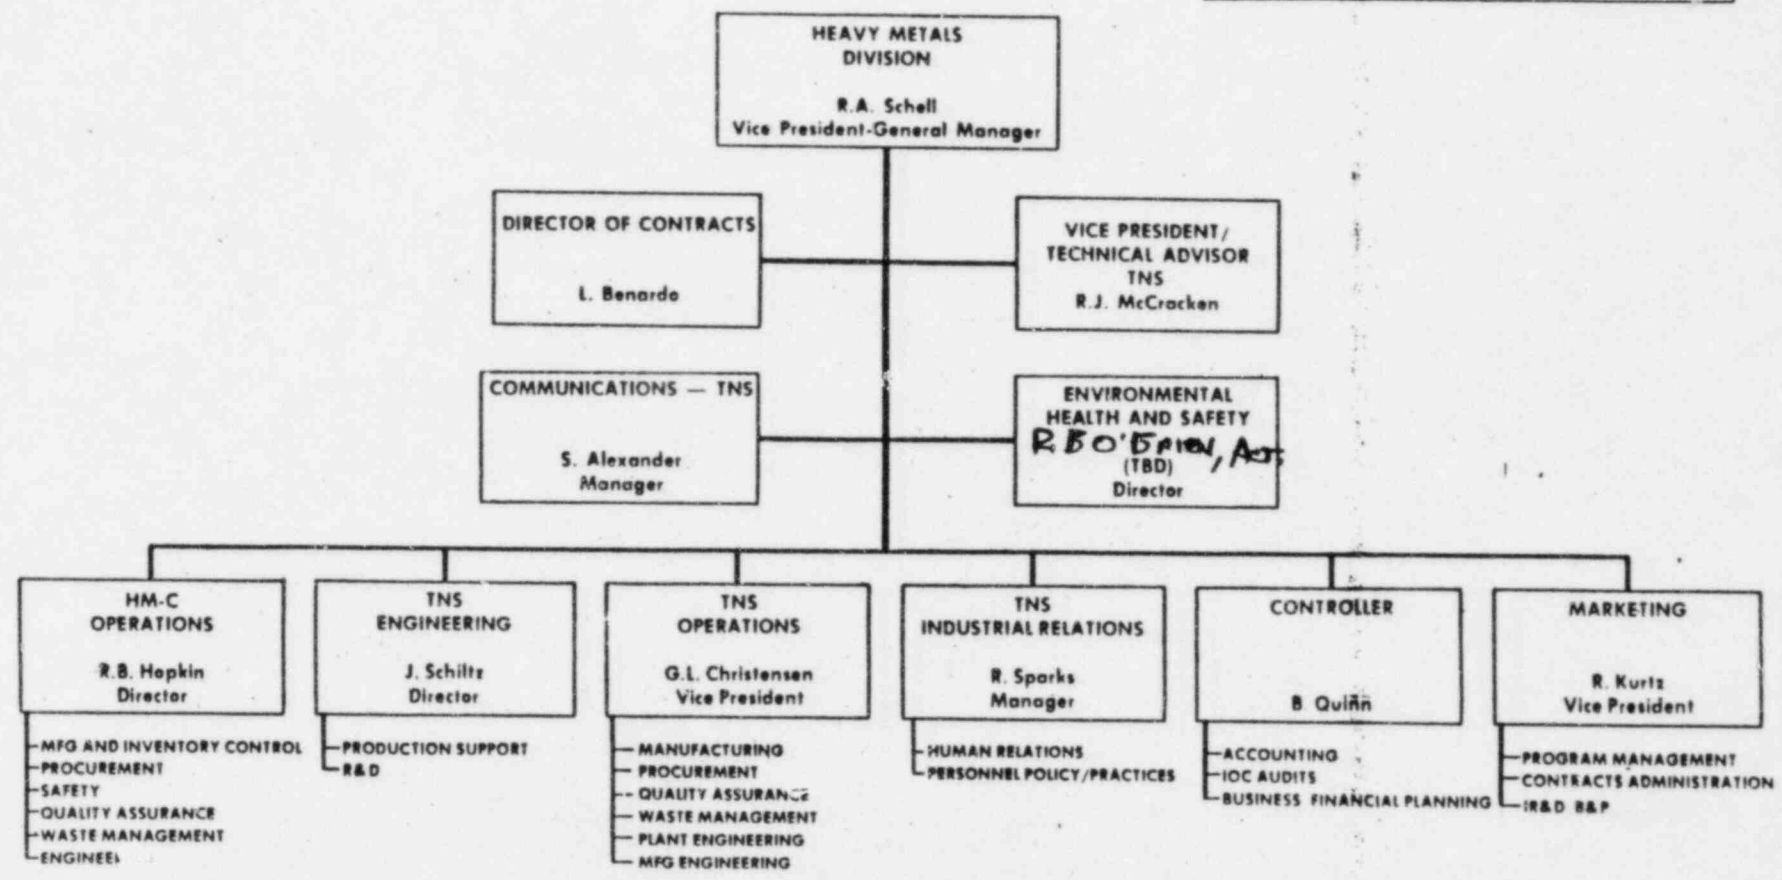 HEAVY METALS
DIVISION
R.A. Schell
Vice President-General Manager
DIRECTOR OF CONTRACTS
L. Benardo
VICE PRESIDENT/
TECHNICAL ADVISOR
TNS
R.J. McCracken
COMMUNICATIONS — TNS
S. Alexander
Manager
ENVIRONMENTAL
HEALTH AND SAFETY
R B O'BRIEN,
(TBD)
Director
HM-C
OPERATIONS
R.B. Hopkin
Director
MFG AND INVENTORY CONTROL
PROCUREMENT
SAFETY
QUALITY ASSURANCE
WASTE MANAGEMENT
TNS
ENGINEERING
J. Schiltz
Director
PRODUCTION SUPPORT
R&D
TNS
OPERATIONS
G.L. Christensen
Vice President
MANUFACTURING
PROCUREMENT
QUALITY ASSURANCE
WASTE MANAGEMENT
PLANT ENGINEERING
MFG ENGINEERING
TNS
INDUSTRIAL RELATIONS
R. Sparks
Manager
HUMAN RELATIONS
PERSONNEL POLICY/PRACTICES
CONTROLLER
B. Quinn
ACCOUNTING
IOC AUDITS
BUSINESS FINANCIAL PLANNING
MARKETING
R. Kurtz
Vice President
PROGRAM MANAGEMENT
CONTRACTS ADMINISTRATION
IR&D B&P